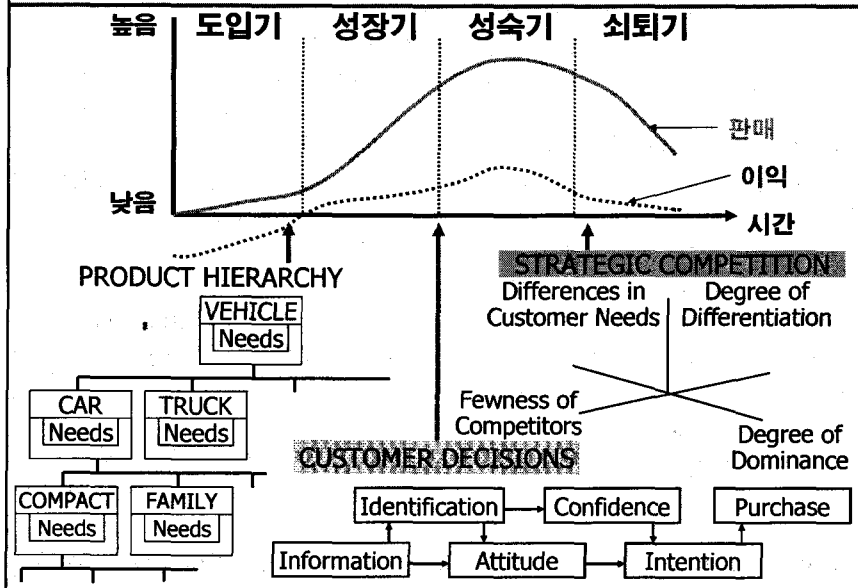 높음 도입기 성장기 성숙기 쇠퇴기
판매
이익
낮음
시간
PRODUCT HIERARCHY
STRATEGIC COMPETITION
VEHICLE
Needs
Differences in
Customer Needs
Degree of
Differentiation
CAR
Needs
TRUCK
Needs
Fewness of
Competitors
Degree of
Dominance
CUSTOMER DECISIONS
COMPACT
Needs
FAMILY
Needs
Identification
Confidence
Purchase
Information
Attitude
Intention